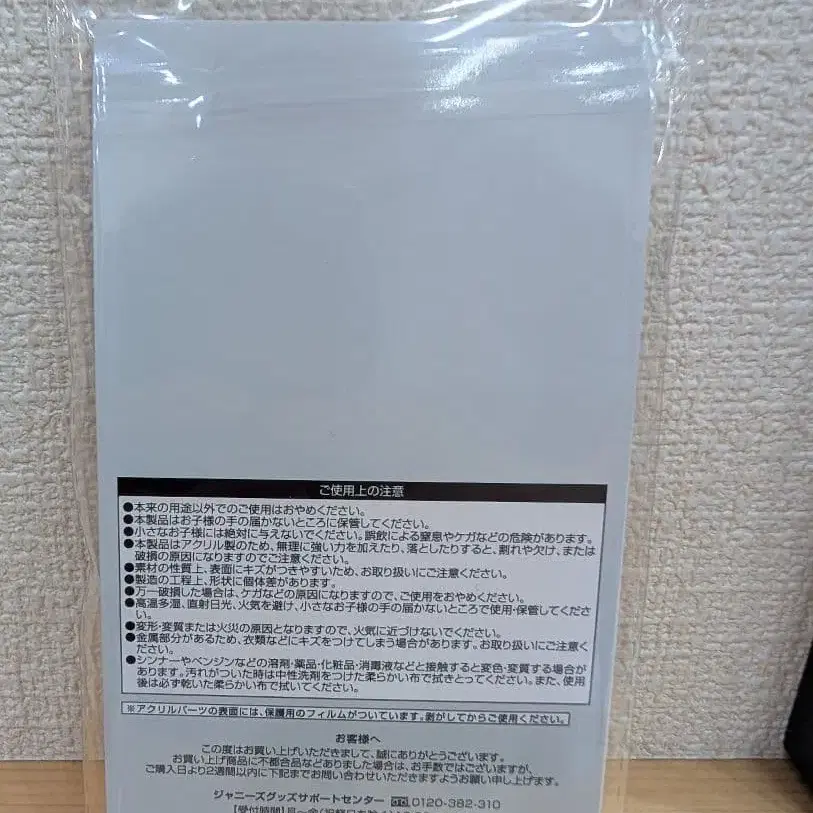 ご使用上の注意
●本来の用途以外でのご使用はおやめください。
●本製品はお子様の手の届かないところに保管してください。
●小さなお子様には絶対に与えないでください。誤飲による窒息やケガなどの危険があります。
●本製品はアクリル製のため、無理に強い力を加えたり、落としたりすると、割れや欠け、または
破損の原因になりますのでご注意ください。
●素材の性質上、表面にキズがつきやすいため、お取り扱いにご注意ください。
●製造の工程上、形状に個体差があります。
●万一破損した場合は、ケガなどの原因になりますので、ご使用をおやめください。
●高温多湿、直射日光、火気を避け、小さなお子様の手の届かないところで使用・保管してくださ
い。
●変形・変質または火災の原因となりますので、火気に近づけないでください。
●金属部分があるため、衣類などにキズをつけてしまう場合があります。お取り扱いにご注意く
ださい。
●シンナーやベンジンなどの溶剤・薬品・化粧品・消毒液などと接触すると変色・変質する場合が
あります。汚れがついた時は中性洗剤をつけた柔らかい布で拭きとってください。また、使用
後は必ず乾いた柔らかい布で拭いてください。
※アクリルパーツの表面には、保護用のフィルムがついています。剥がしてからご使用ください。
お客様へ
この度はお買い上げいただきまして、誠にありがとうございます。
お買い上げ商品に不都合品などありました場合は、お手数ではございますが、
ご購入日より2週間以内に下記までお問い合わせいただきますようお願い申し上げます。
ジャニーズグッズサポートセンター 0120-382-310
【受付時間】月〜金(祝祭日を除く)